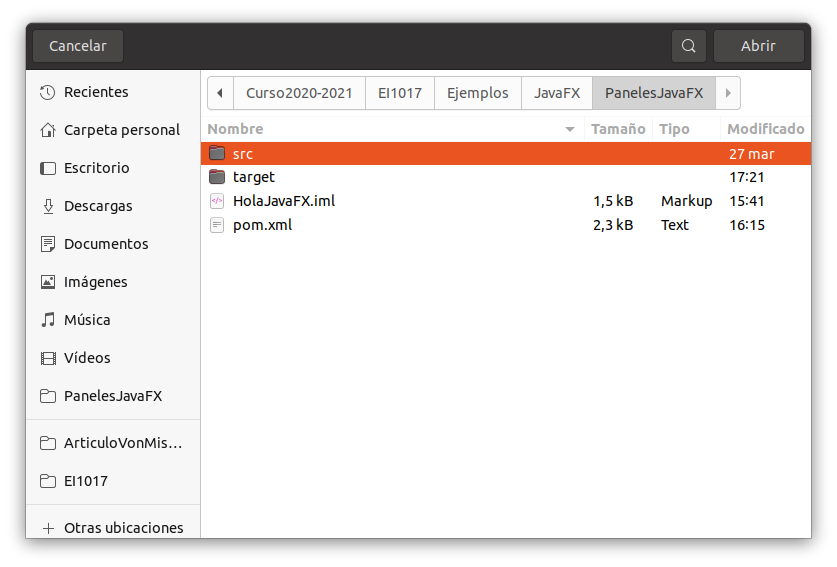 Cancelar Abrir
Recientes
Carpeta personal
Escritorio
Descargas
Documentos
Imágenes
Música
Vídeos
PanelesJavaFX
ArticuloVonMis...
EI1017
Otras ubicaciones
Curso2020-2021 EI1017 Ejemplos JavaFX PanelesJavaFX
Nombre Tamaño Tipo Modificado
src 27 mar
target 17:21
HolaJavaFX.iml 1,5 kB Markup 15:41
pom.xml 2,3 kB Text 16:15